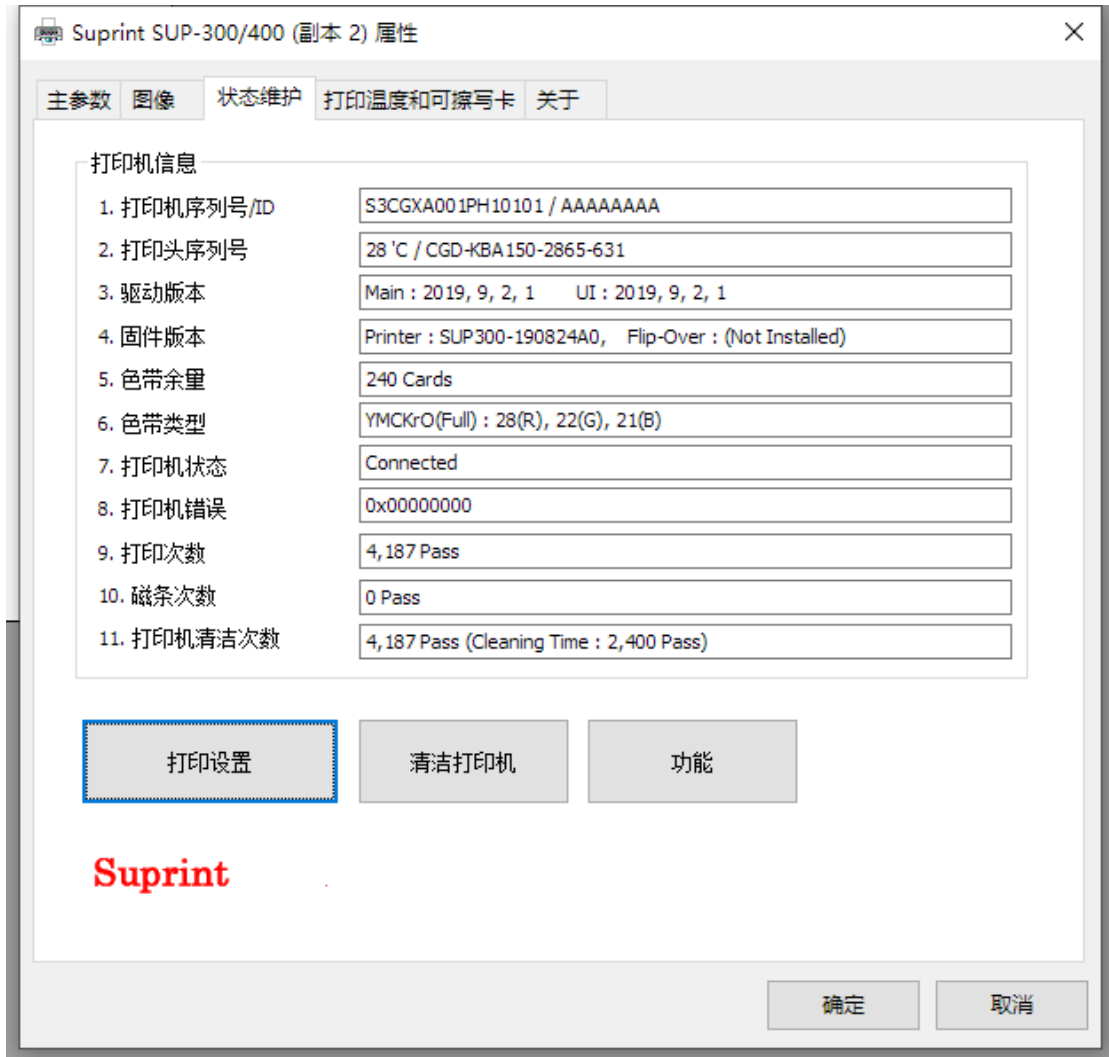 Suprint SUP-300/400 (副本 2) 属性
主参数 图像 状态维护 打印温度和可擦写卡 关于
打印机信息
1. 打印机序列号/ID S3CGXA001PH10101 / AAAAAAAA
2. 打印头序列号 28 'C / CGD-KBA150-2865-631
3. 驱动版本 Main : 2019, 9, 2, 1 UI : 2019, 9, 2, 1
4. 固件版本 Printer : SUP300-190824A0, Flip-Over : (Not Installed)
5. 色带余量 240 Cards
6. 色带类型 YMCKrO(Full) : 28(R), 22(G), 21(B)
7. 打印机状态 Connected
8. 打印机错误 0x00000000
9. 打印次数 4,187 Pass
10. 磁条次数 0 Pass
11. 打印机清洁次数 4,187 Pass (Cleaning Time : 2,400 Pass)
打印设置 清洁打印机 功能
Suprint
确定 取消